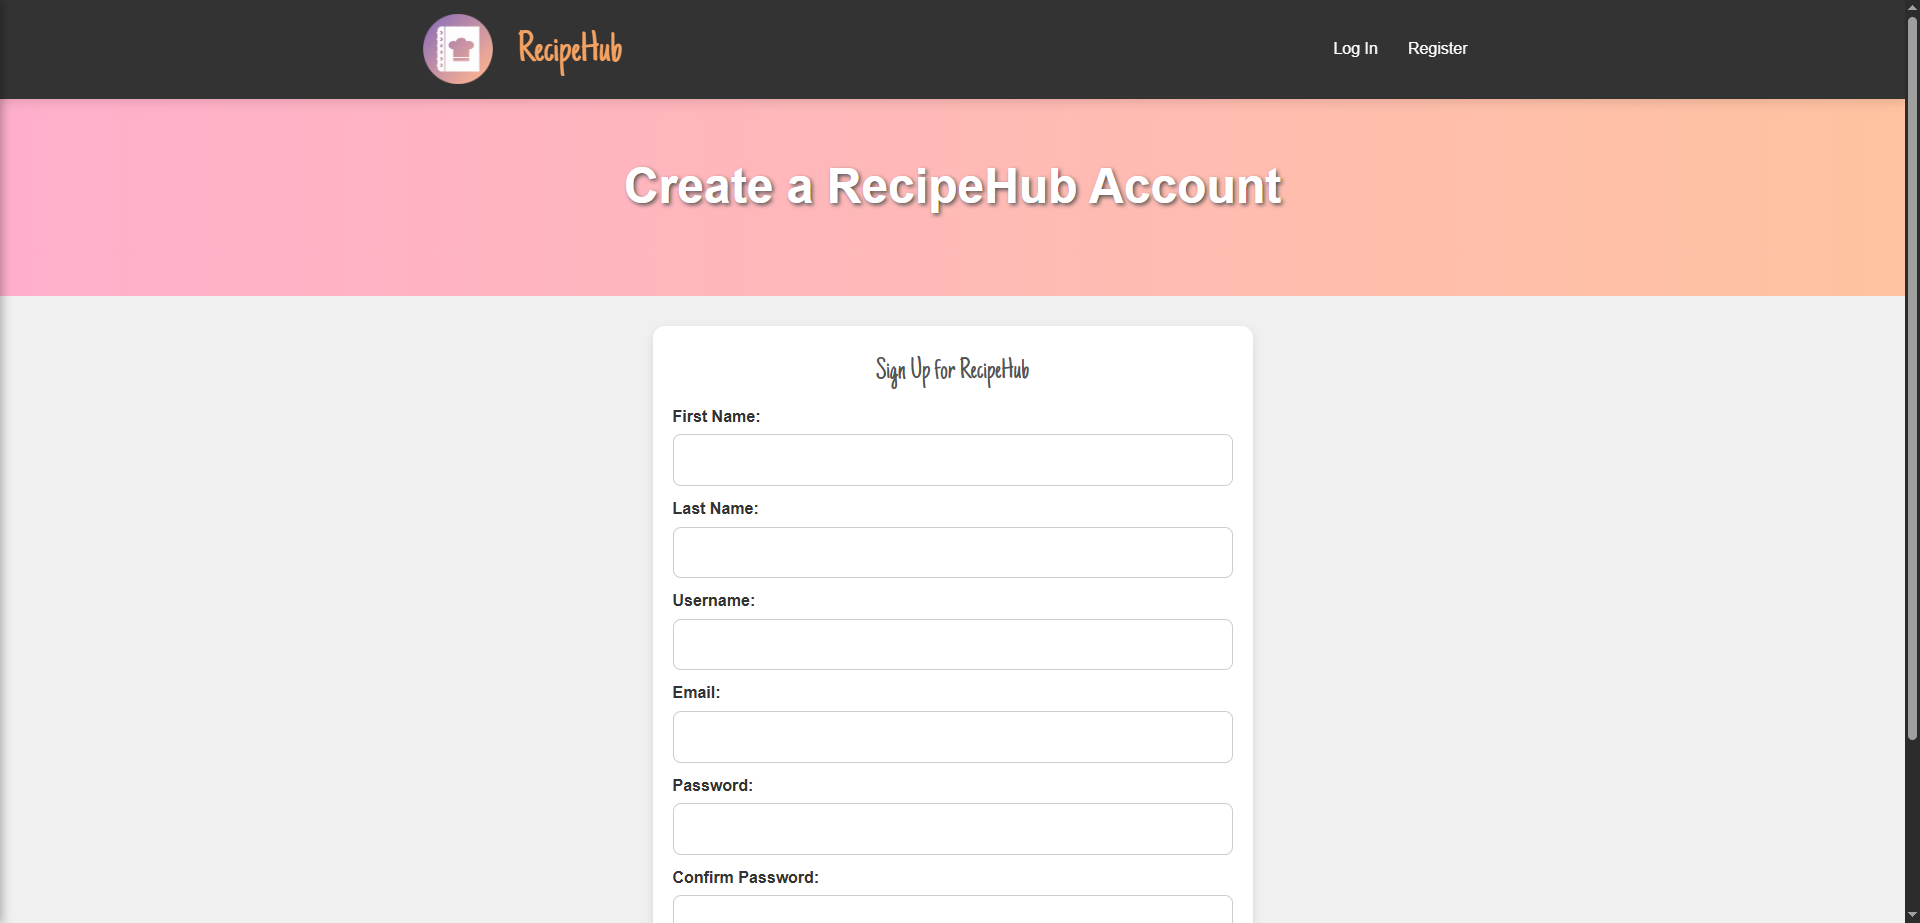 RecipeHub
Log In
Register
Create a RecipeHub Account
Sign Up for RecipeHub
First Name:
Last Name:
Username:
Email:
Password:
Confirm Password: